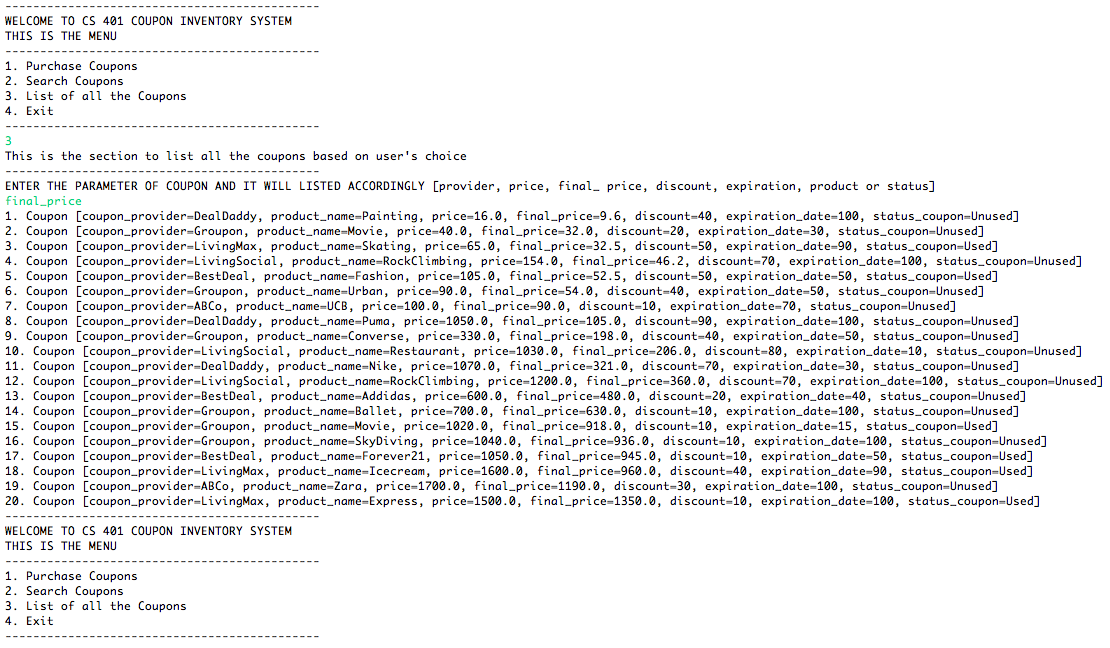 ---------------------------------------------
WELCOME TO CS 401 COUPON INVENTORY SYSTEM
THIS IS THE MENU
---------------------------------------------
1. Purchase Coupons
2. Search Coupons
3. List of all the Coupons
4. Exit
---------------------------------------------
3
This is the section to list all the coupons based on user's choice
---------------------------------------------
ENTER THE PARAMETER OF COUPON AND IT WILL LISTED ACCORDINGLY [provider, price, final_ price, discount, expiration, product or status]
final_price
1. Coupon [coupon_provider=DealDaddy, product_name=Painting, price=16.0, final_price=9.6, discount=40, expiration_date=100, status_coupon=Unused]
2. Coupon [coupon_provider=Groupon, product_name=Movie, price=40.0, final_price=32.0, discount=20, expiration_date=30, status_coupon=Unused]
3. Coupon [coupon_provider=LivingMax, product_name=Skating, price=65.0, final_price=32.5, discount=50, expiration_date=90, status_coupon=Used]
4. Coupon [coupon_provider=LivingSocial, product_name=RockClimbing, price=154.0, final_price=46.2, discount=70, expiration_date=100, status_coupon=Unused]
5. Coupon [coupon_provider=BestDeal, product_name=Fashion, price=105.0, final_price=52.5, discount=50, expiration_date=50, status_coupon=Used]
6. Coupon [coupon_provider=Groupon, product_name=Urban, price=90.0, final_price=54.0, discount=40, expiration_date=50, status_coupon=Unused]
7. Coupon [coupon_provider=ABCo, product_name=UCB, price=100.0, final_price=90.0, discount=10, expiration_date=70, status_coupon=Unused]
8. Coupon [coupon_provider=DealDaddy, product_name=Puma, price=1050.0, final_price=105.0, discount=90, expiration_date=100, status_coupon=Unused]
9. Coupon [coupon_provider=Groupon, product_name=Converse, price=330.0, final_price=198.0, discount=40, expiration_date=50, status_coupon=Unused]
10. Coupon [coupon_provider=LivingSocial, product_name=Restaurant, price=1030.0, final_price=206.0, discount=80, expiration_date=10, status_coupon=Unused]
11. Coupon [coupon_provider=DealDaddy, product_name=Nike, price=1070.0, final_price=321.0, discount=70, expiration_date=30, status_coupon=Unused]
12. Coupon [coupon_provider=LivingSocial, product_name=RockClimbing, price=1200.0, final_price=360.0, discount=70, expiration_date=100, status_coupon=Unused]
13. Coupon [coupon_provider=BestDeal, product_name=Addidas, price=600.0, final_price=480.0, discount=20, expiration_date=40, status_coupon=Unused]
14. Coupon [coupon_provider=Groupon, product_name=Ballet, price=700.0, final_price=630.0, discount=10, expiration_date=100, status_coupon=Unused]
15. Coupon [coupon_provider=Groupon, product_name=Movie, price=1020.0, final_price=918.0, discount=10, expiration_date=15, status_coupon=Used]
16. Coupon [coupon_provider=Groupon, product_name=SkyDiving, price=1040.0, final_price=936.0, discount=10, expiration_date=100, status_coupon=Unused]
17. Coupon [coupon_provider=BestDeal, product_name=Forever21, price=1050.0, final_price=945.0, discount=10, expiration_date=50, status_coupon=Used]
18. Coupon [coupon_provider=LivingMax, product_name=Icecream, price=1600.0, final_price=960.0, discount=40, expiration_date=90, status_coupon=Used]
19. Coupon [coupon_provider=ABCo, product_name=Zara, price=1700.0, final_price=1190.0, discount=30, expiration_date=100, status_coupon=Unused]
20. Coupon [coupon_provider=LivingMax, product_name=Express, price=1500.0, final_price=1350.0, discount=10, expiration_date=100, status_coupon=Used]
---------------------------------------------
WELCOME TO CS 401 COUPON INVENTORY SYSTEM
THIS IS THE MENU
---------------------------------------------
1. Purchase Coupons
2. Search Coupons
3. List of all the Coupons
4. Exit
---------------------------------------------